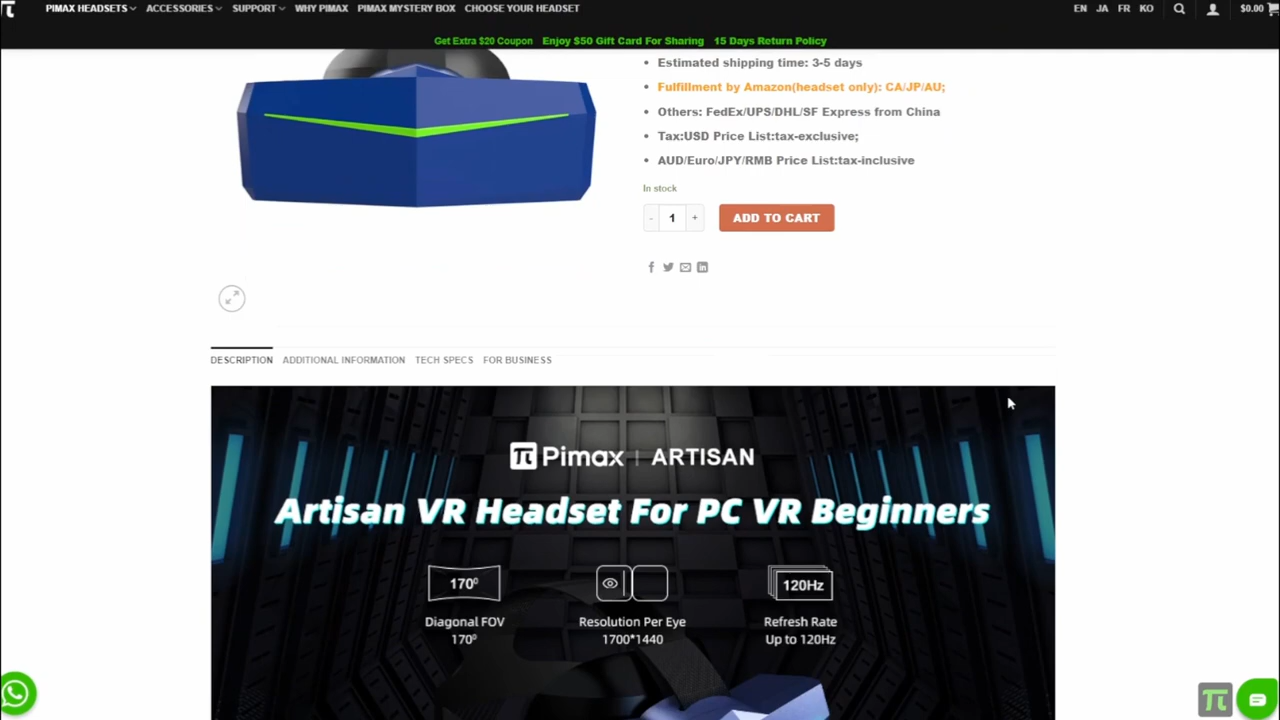 PIMAX HEADSETS ACCESSORIES SUPPORT WHY PIMAX PIMAX MYSTERY BOX CHOOSE YOUR HEADSET EN JA FR KO $0.00
Get Extra $20 Coupon Enjoy $50 Gift Card For Sharing 15 Days Return Policy
Estimated shipping time: 3-5 days
Fulfillment by Amazon(headset only): CA/JP/AU;
Others: FedEx/UPS/DHL/SF Express from China
Tax:USD Price List:tax-exclusive;
AUD/Euro/JPY/RMB Price List:tax-inclusive
In stock
- 1 + ADD TO CART
DESCRIPTION ADDITIONAL INFORMATION TECH SPECS FOR BUSINESS
Pimax | ARTISAN
Artisan VR Headset For PC VR Beginners
170⁰ 120Hz
Diagonal FOV Resolution Per Eye Refresh Rate
170⁰ 1700*1440 Up to 120Hz